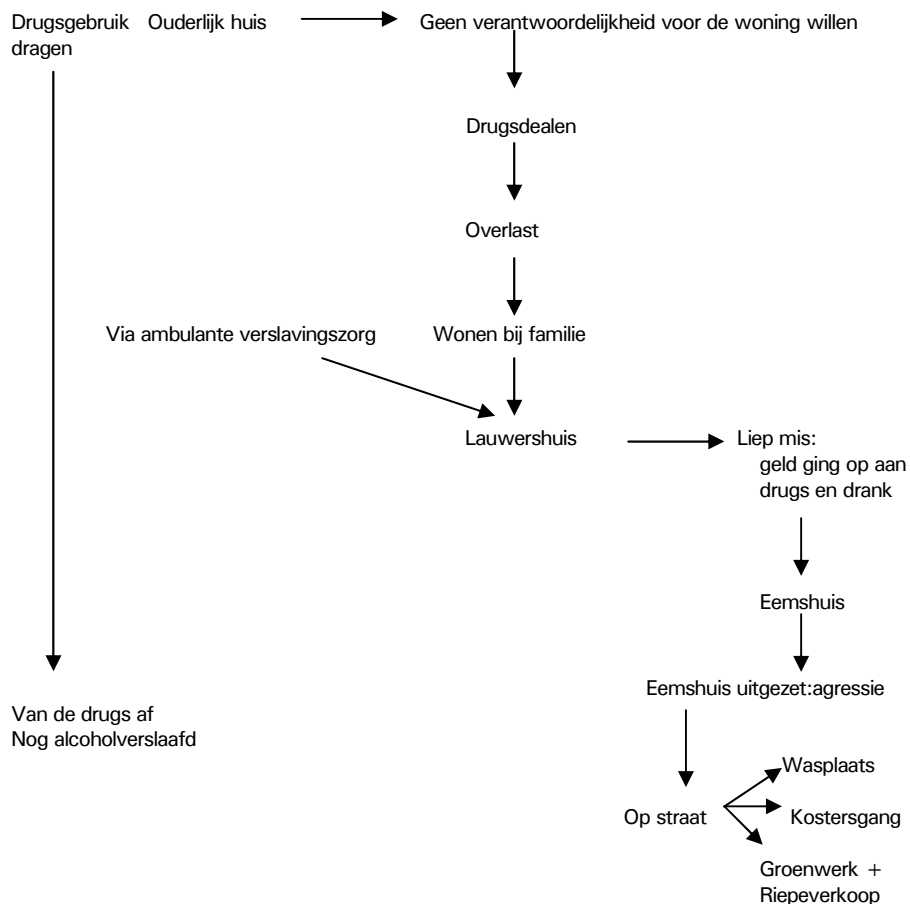 Drugsgebruik Ouderlijk huis Geen verantwoordelijkheid voor de woning willen
dragen
Drugsdealen
Overlast
Via ambulante verslavingszorg Wonen bij familie
Lauwershuis Liep mis:
geld ging op aan
drugs en drank
Eemshuis
Eemshuis uitgezet:agressie
Van de drugs af
Nog alcoholverslaafd
Wasplaats
Op straat Kostersgang
Groenwerk +
Riepeverkoop